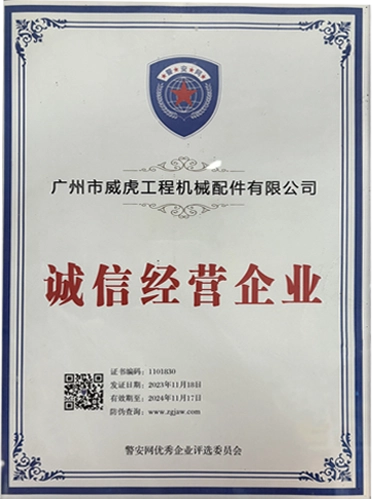 警安网
广州市威虎工程机械配件有限公司
诚信经营企业
证书编码：1101830
发证日期：2023年11月18日
有效期至：2024年11月17日
防伪查询：www.zgjaw.com
警安网优秀企业评选委员会